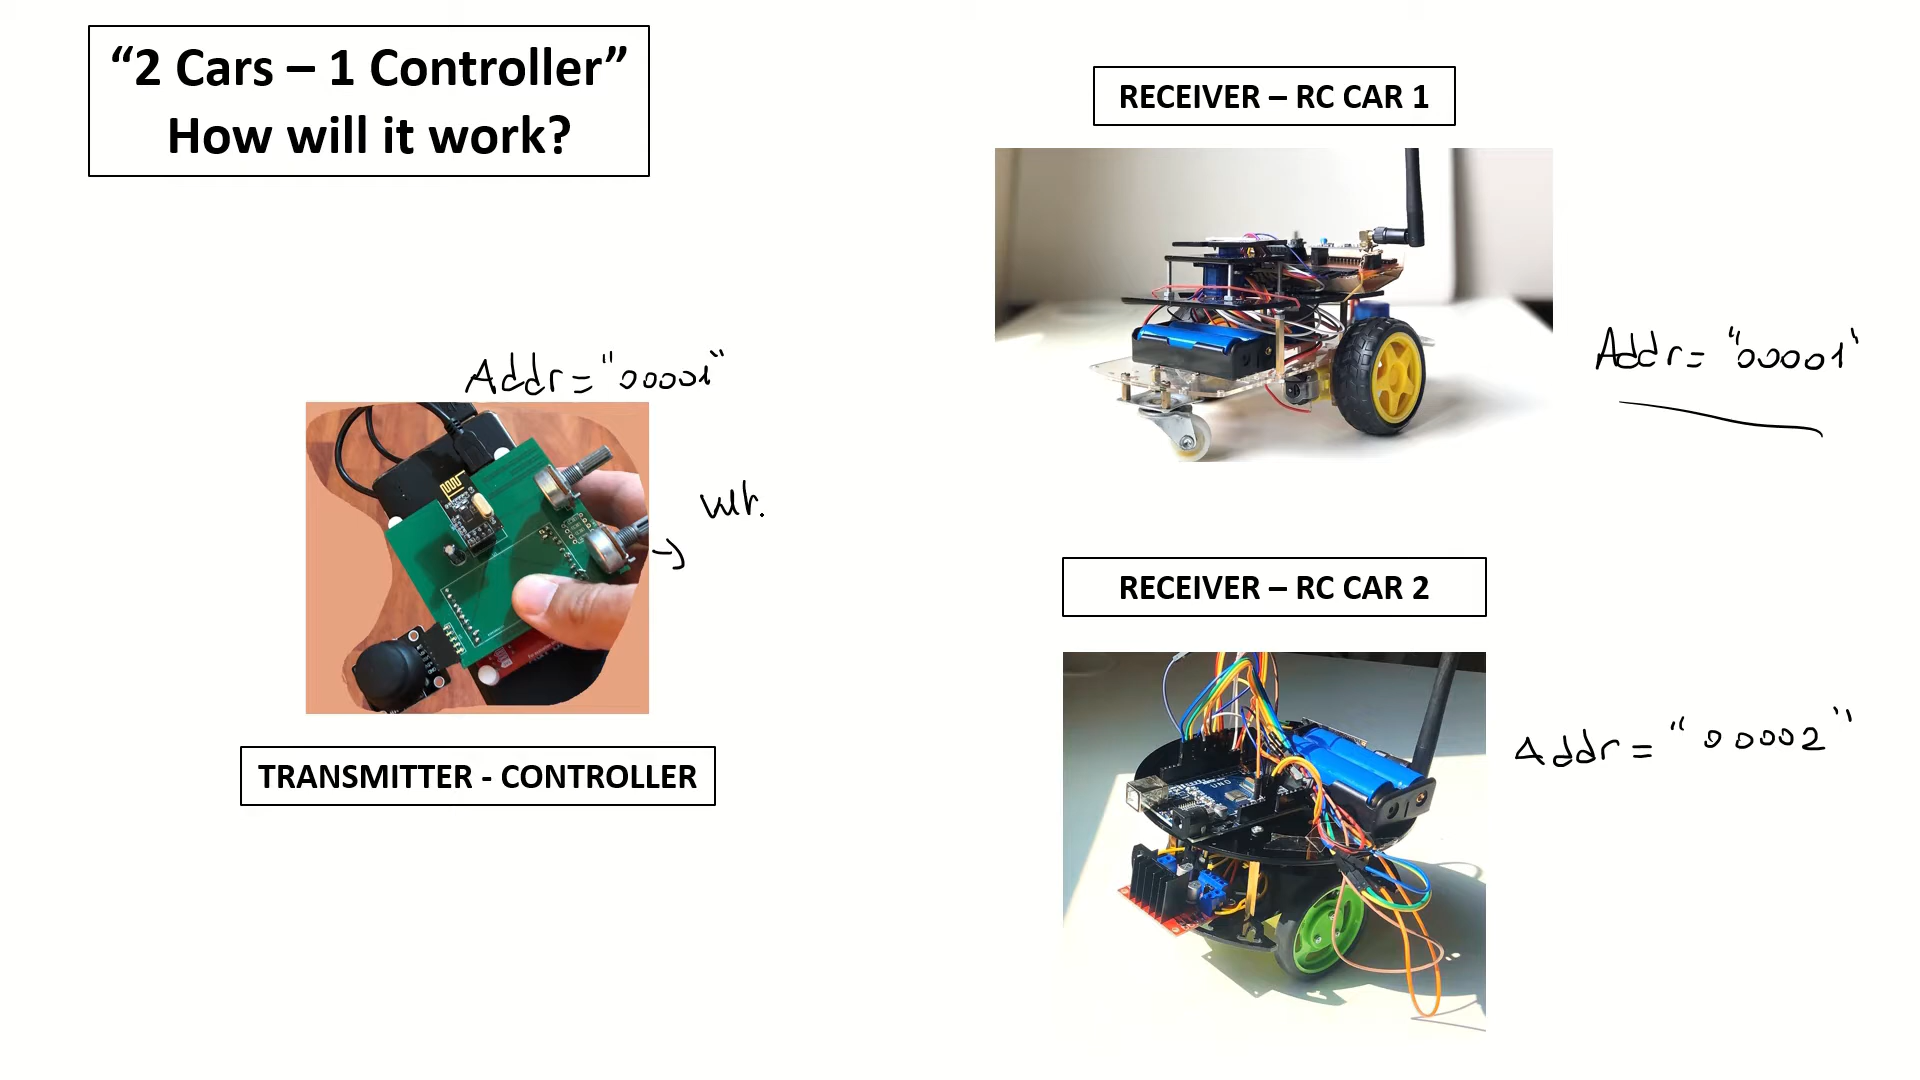 “2 Cars – 1 Controller”
How will it work?
RECEIVER – RC CAR 1
Addr = "00001"
Addr = "00001"
RECEIVER – RC CAR 2
Addr = "00002"
TRANSMITTER - CONTROLLER
UNO